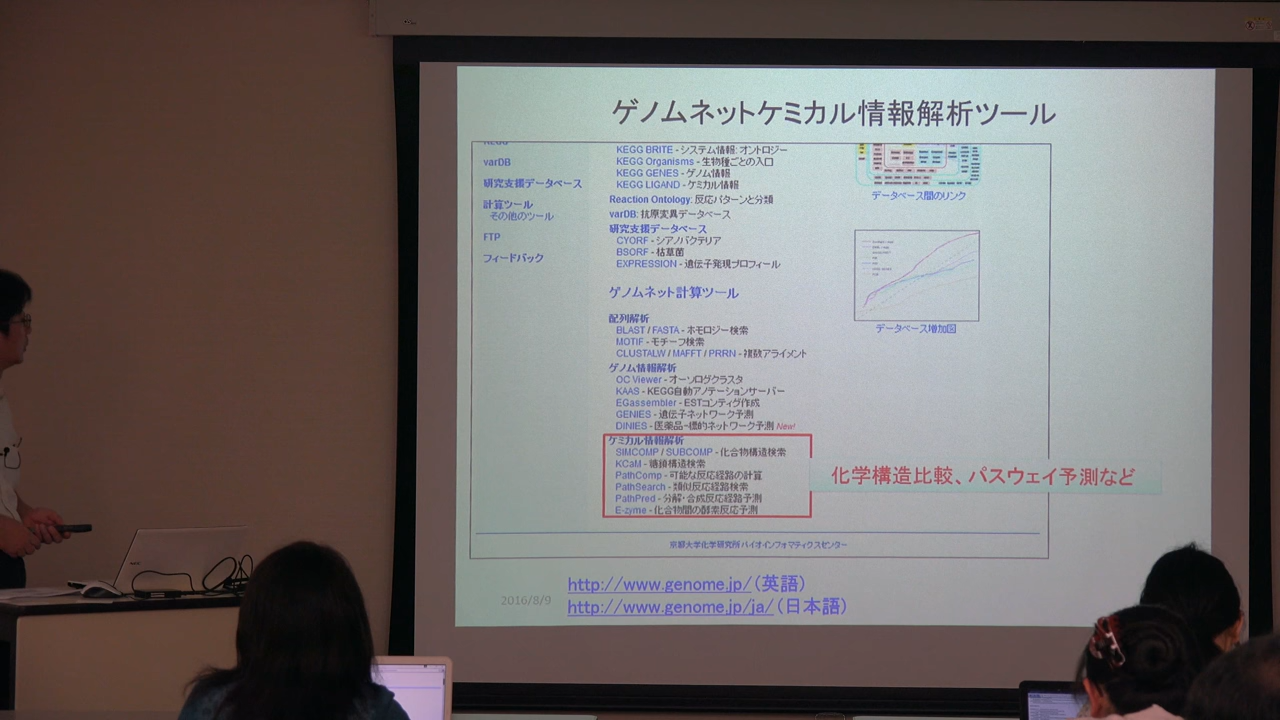 ゲノムネットケミカル情報解析ツール
KEGG
varDB
研究支援データベース
計算ツール
その他のツール
FTP
フィードバック
KEGG BRITE - システム情報: オントロジー
KEGG Organisms - 生物種ごとの入口
KEGG GENES - ゲノム情報
KEGG LIGAND - ケミカル情報
Reaction Ontology: 反応パターンと分類
varDB: 抗原変異データベース
研究支援データベース
CYORF - シアノバクテリア
BSORF - 枯草菌
EXPRESSION - 遺伝子発現プロフィール
ゲノムネット計算ツール
配列解析
BLAST / FASTA - ホモロジー検索
MOTIF - モチーフ検索
CLUSTALW / MAFFT / PRRN - 複数アライメント
ゲノム情報解析
OC Viewer - オーソログクラスタ
KAAS - KEGG自動アノテーションサーバー
EGassembler - ESTコンティグ作成
GENIES - 遺伝子ネットワーク予測
DINIES - 医薬品-標的ネットワーク予測 New!
ケミカル情報解析
SIMCOMP / SUBCOMP - 化合物構造検索
KCaM - 糖鎖構造検索
PathComp - 可能な反応経路の計算
PathSearch - 類似反応経路検索
PathPred - 分解・合成反応経路予測
E-zyme - 化合物間の酵素反応予測
データベース間のリンク
データベース増加図
化学構造比較、パスウェイ予測など
京都大学化学研究所 バイオインフォマティクスセンター
http://www.genome.jp/（英語）
http://www.genome.jp/ja/（日本語）
2016/8/9